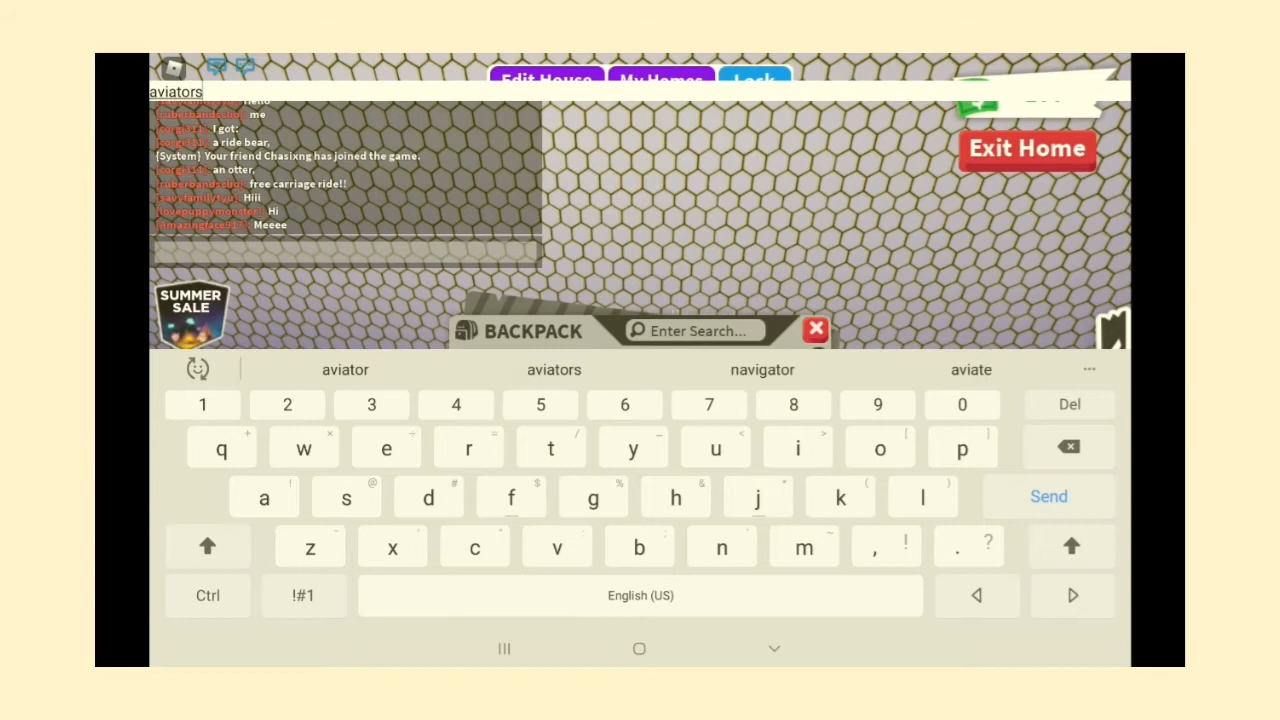 Edit House My Homes Lock
aviators
Hello
me
I got:
a ride bear,
Exit Home
{System} Your friend Chasixng has joined the game.
an otter,
free carriage ride!!
Hiii
Hi
Meeee
SUMMER
SALE
BACKPACK Enter Search...
aviator aviators navigator aviate ...
1 2 3 4 5 6 7 8 9 0 Del
q w e r t y u i o p
a s d f g h j k l Send
z x c v b n m , ! . ?
Ctrl !#1 English (US)